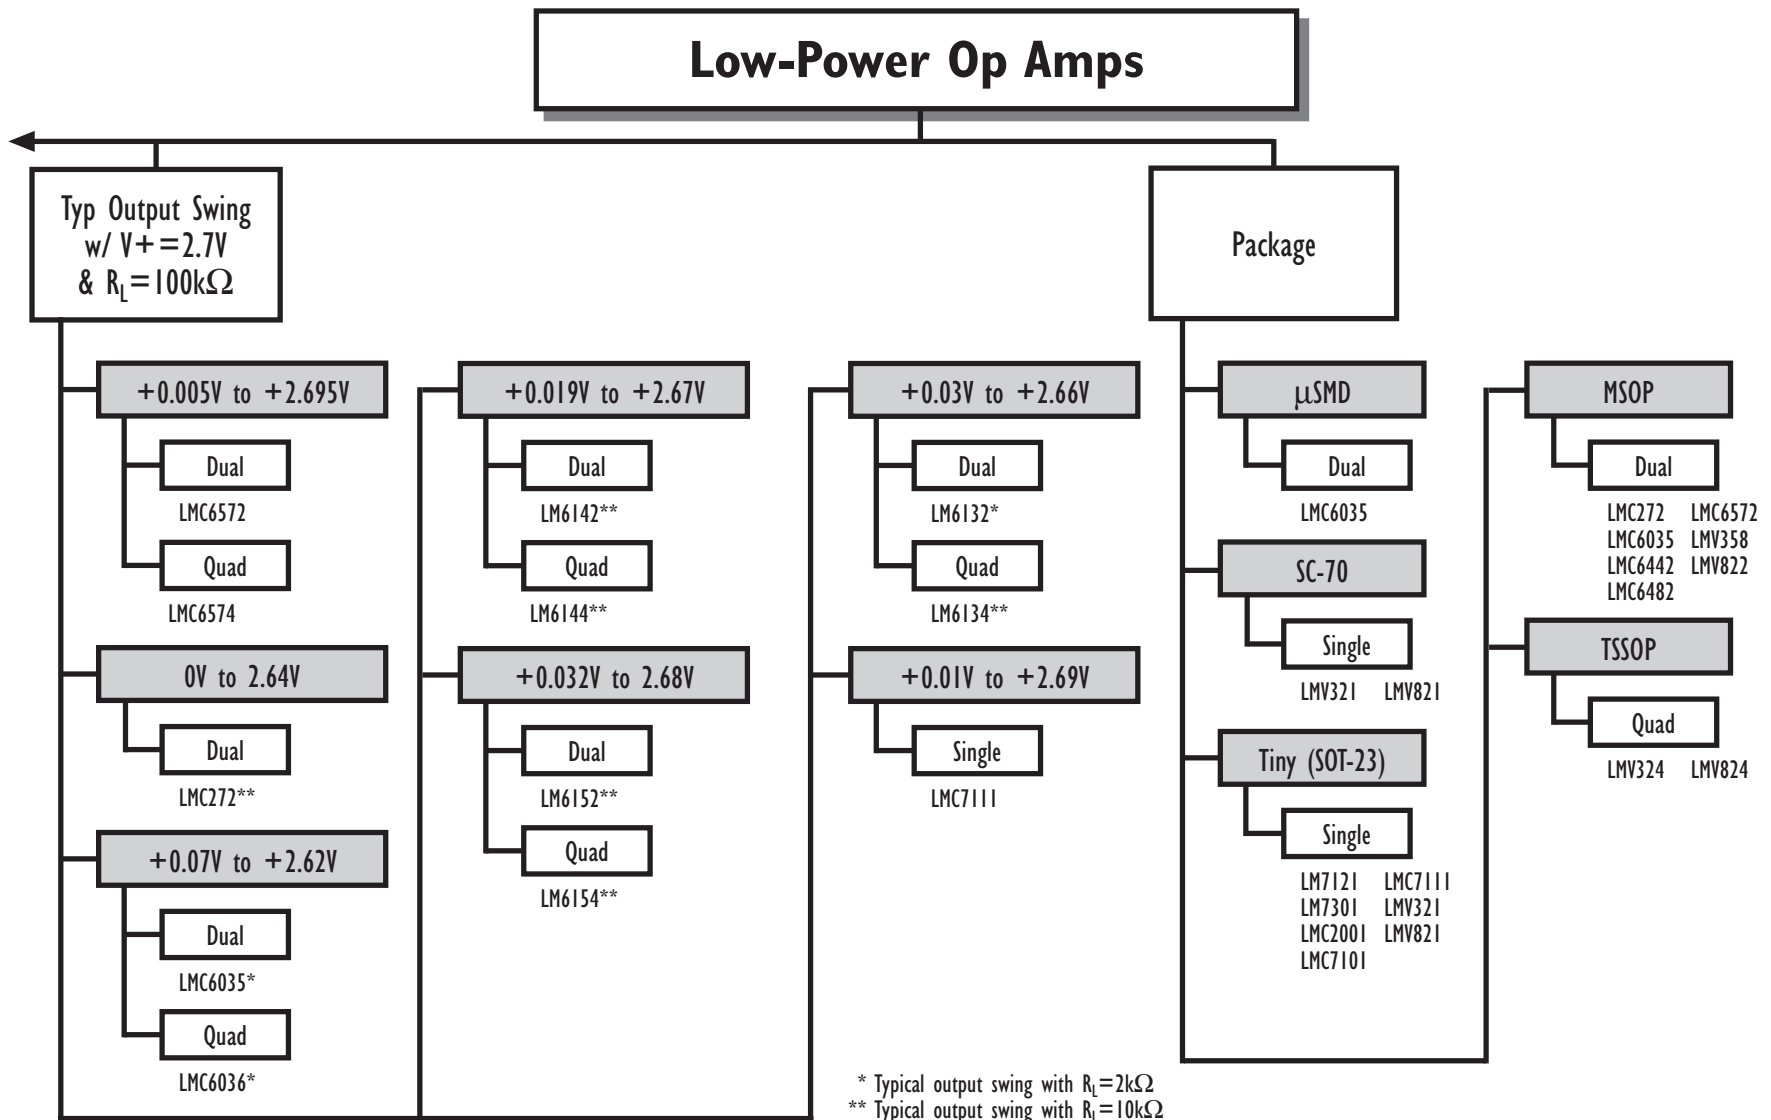 Low-Power Op Amps
Typ Output Swing
w/ V+=2.7V
& RL=100kΩ
+0.005V to +2.695V
Dual
LMC6572
Quad
LMC6574
0V to 2.64V
Dual
LMC272**
+0.07V to +2.62V
Dual
LMC6035*
Quad
LMC6036*
+0.019V to +2.67V
Dual
LM6142**
Quad
LM6144**
+0.032V to 2.68V
Dual
LM6152**
Quad
LM6154**
+0.03V to +2.66V
Dual
LM6132*
Quad
LM6134**
+0.01V to +2.69V
Single
LMC7111
Package
μSMD
Dual
LMC6035
SC-70
Single
LMV321 LMV821
Tiny (SOT-23)
Single
LM7121 LMC7111
LM7301 LMV321
LMC2001 LMV821
LMC7101
MSOP
Dual
LMC272 LMC6572
LMC6035 LMV358
LMC6442 LMV822
LMC6482
TSSOP
Quad
LMV324 LMV824
* Typical output swing with RL=2kΩ
** Typical output swing with RL=10kΩ